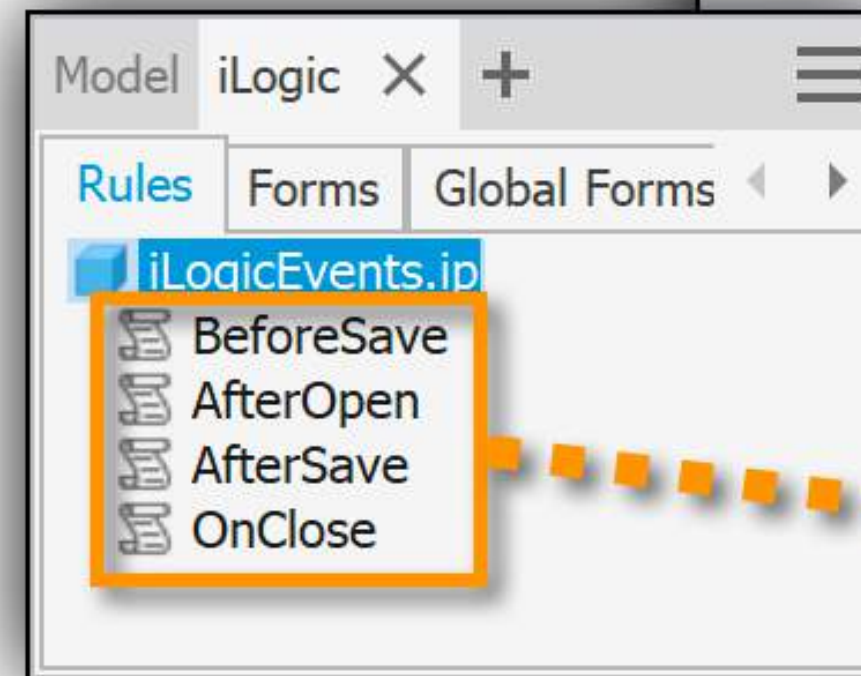 Model iLogic
Rules Forms Global Forms
iLogicEvents.ip
BeforeSave
AfterOpen
AfterSave
OnClose